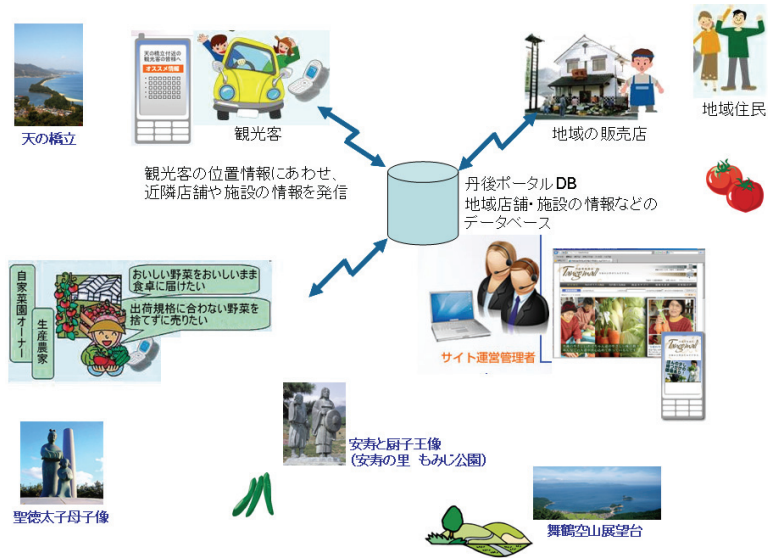 天の橋立付近の
観光客の皆様へ
オススメ情報
天の橋立
観光客
地域の販売店
地域住民
観光客の位置情報にあわせ、
近隣店舗や施設の情報を発信
丹後ポータルDB
地域店舗・施設の情報などの
データベース
自家菜園オーナー
生産農家
おいしい野菜をおいしいまま
食卓に届けたい
出荷規格に合わない野菜を
捨てずに売りたい
サイト運営管理者
安寿と厨子王像
(安寿の里 もみじ公園)
聖徳太子母子像
舞鶴空山展望台